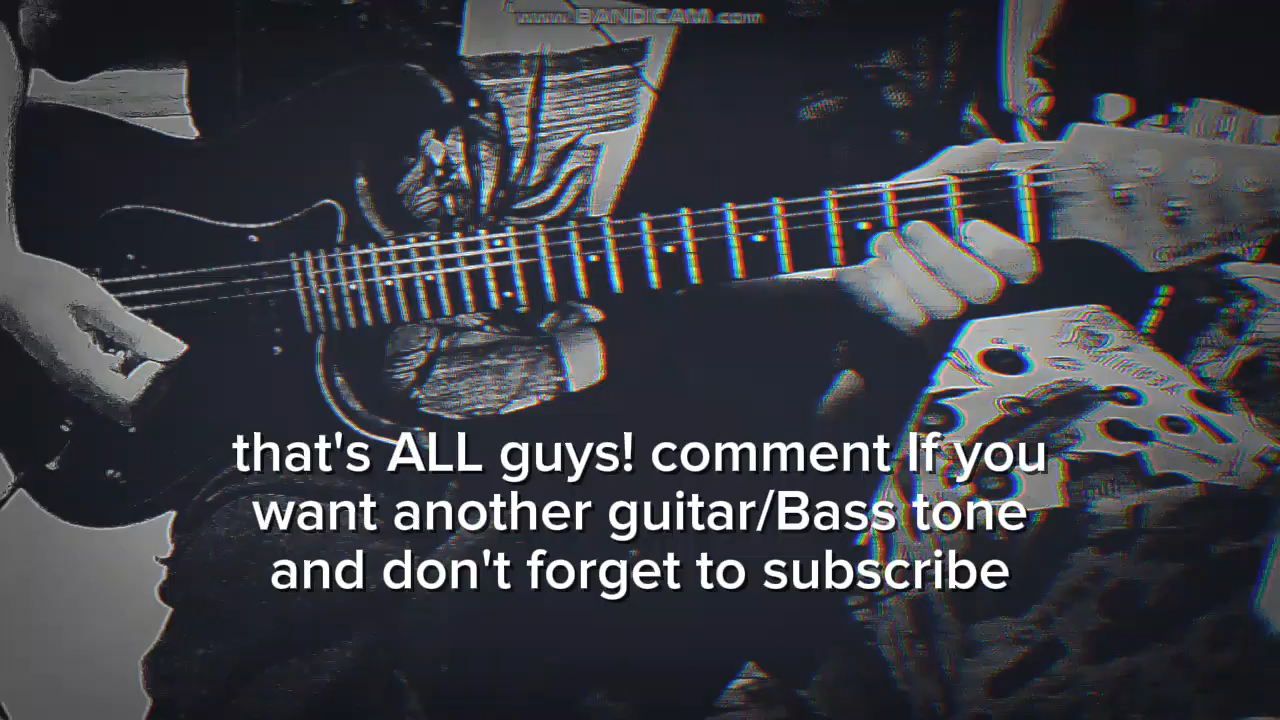 www.BANDICAM.com
that's ALL guys! comment If you
want another guitar/Bass tone
and don't forget to subscribe